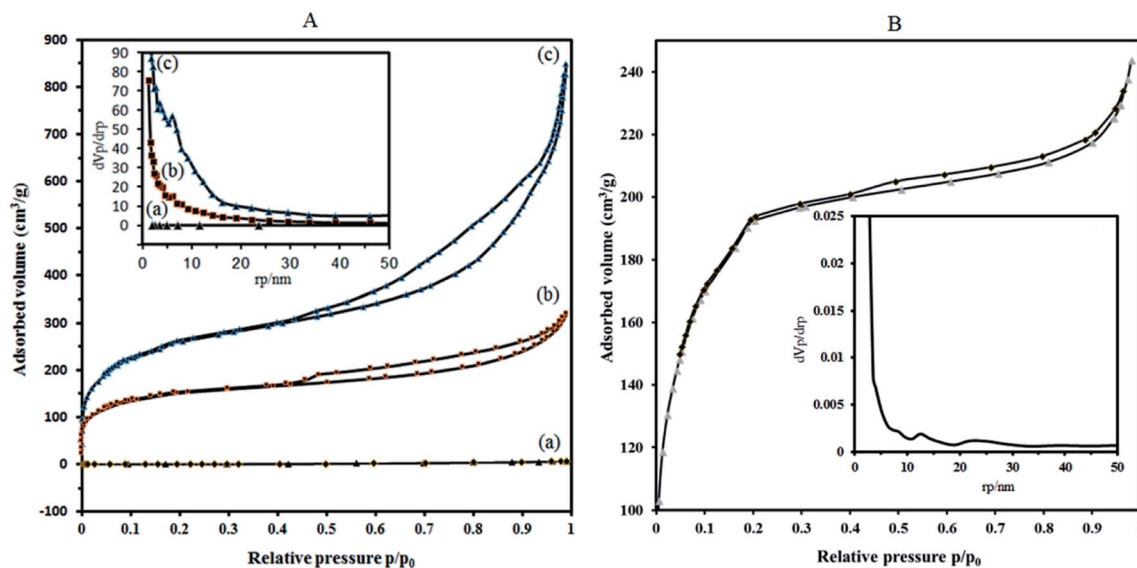 A
900
800
700
600
500
400
300
200
100
0
-100
Adsorbed volume (cm³/g)
0 0.1 0.2 0.3 0.4 0.5 0.6 0.7 0.8 0.9 1
Relative pressure p/p₀
(c)
(b)
(a)
90
80
70
60
50
40
30
20
10
0
dVp/drp
(c)
(b)
(a)
0 10 20 30 40 50
rp/nm
B
240
220
200
180
160
140
120
100
Adsorbed volume (cm³/g)
0 0.1 0.2 0.3 0.4 0.5 0.6 0.7 0.8 0.9
Relative pressure p/p₀
0.025
0.02
0.015
0.01
0.005
0
dVp/drp
0 10 20 30 40 50
rp/nm